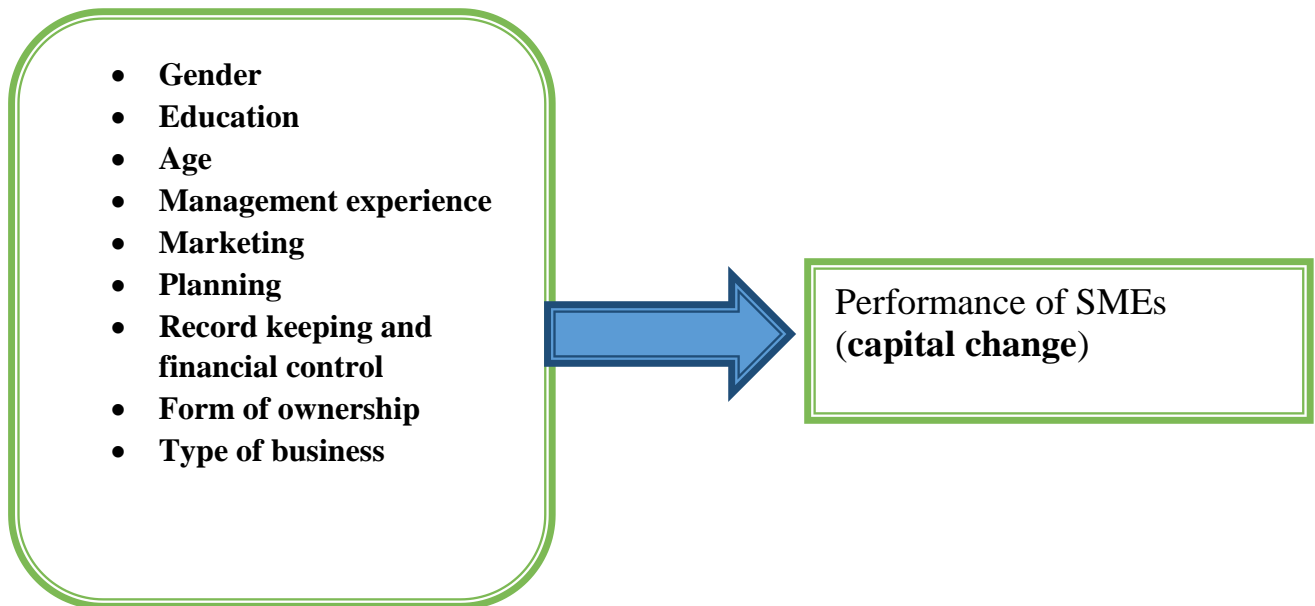 • Gender
• Education
• Age
• Management experience
• Marketing
• Planning
• Record keeping and
financial control
• Form of ownership
• Type of business
Performance of SMEs
(capital change)